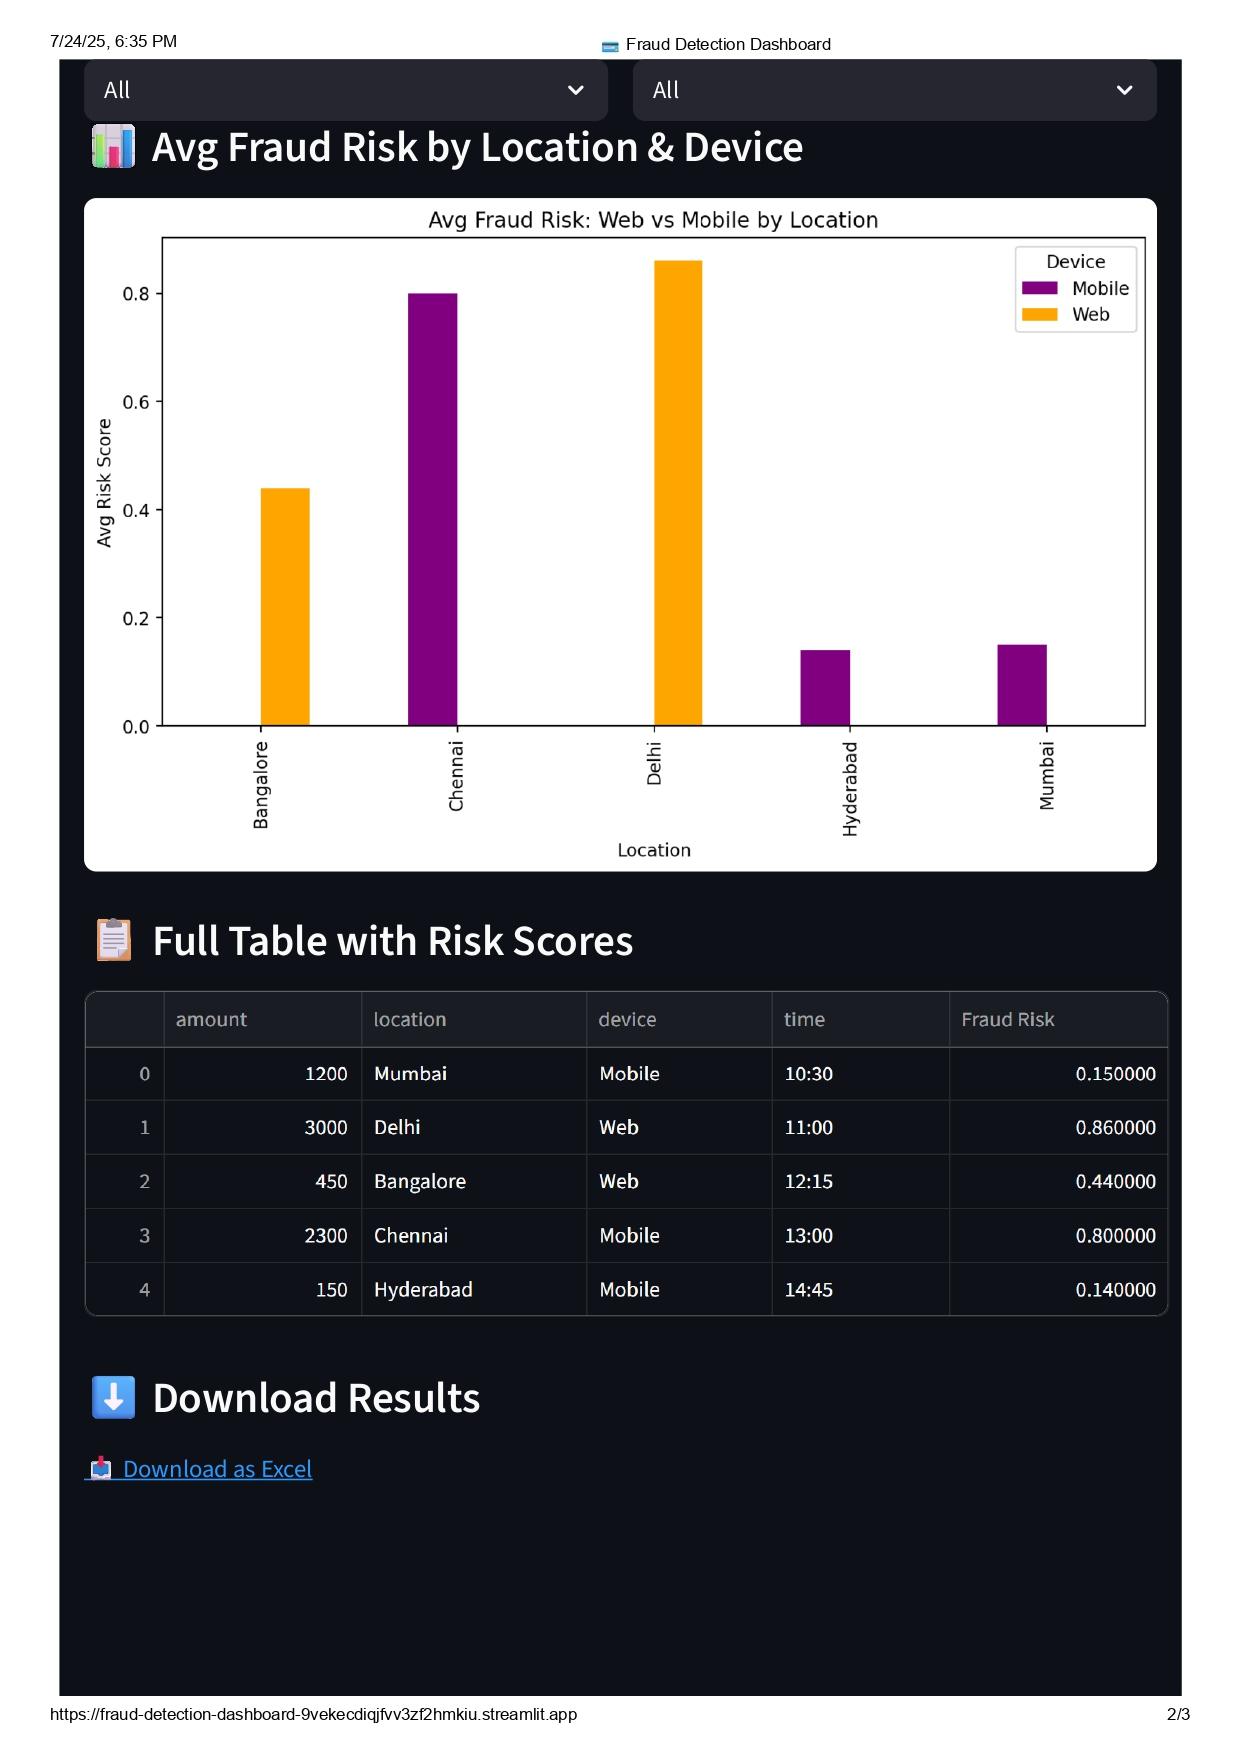 7/24/25, 6:35 PM
Fraud Detection Dashboard
All
All
Avg Fraud Risk by Location & Device
Avg Fraud Risk: Web vs Mobile by Location
Device
Mobile
Web
Avg Risk Score
0.8
0.6
0.4
0.2
0.0
Bangalore
Chennai
Delhi
Hyderabad
Mumbai
Location
Full Table with Risk Scores
amount location device time Fraud Risk
0 1200 Mumbai Mobile 10:30 0.150000
1 3000 Delhi Web 11:00 0.860000
2 450 Bangalore Web 12:15 0.440000
3 2300 Chennai Mobile 13:00 0.800000
4 150 Hyderabad Mobile 14:45 0.140000
Download Results
Download as Excel
https://fraud-detection-dashboard-9vekecdiqjfvv3zf2hmkiu.streamlit.app
2/3